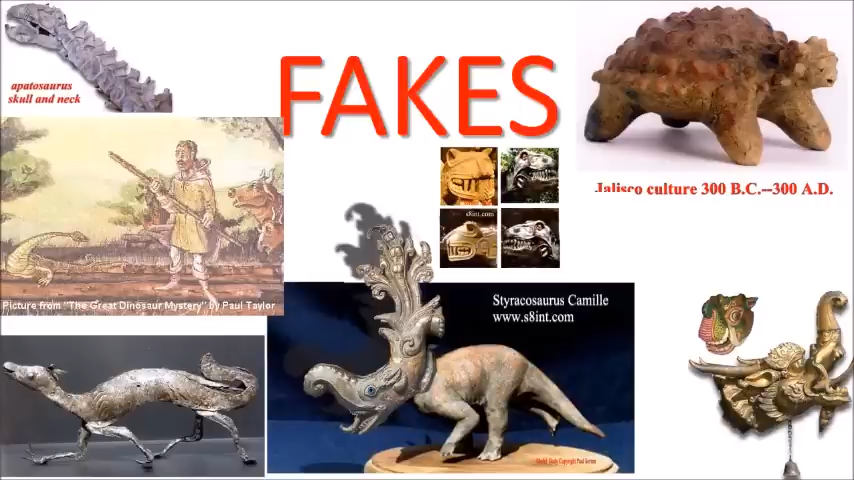 FAKES
apatosaurus
skull and neck
Jalisco culture 300 B.C.--300 A.D.
s8int.com
Picture from "The Great Dinosaur Mystery" by Paul Taylor
Styracosaurus Camille
www.s8int.com